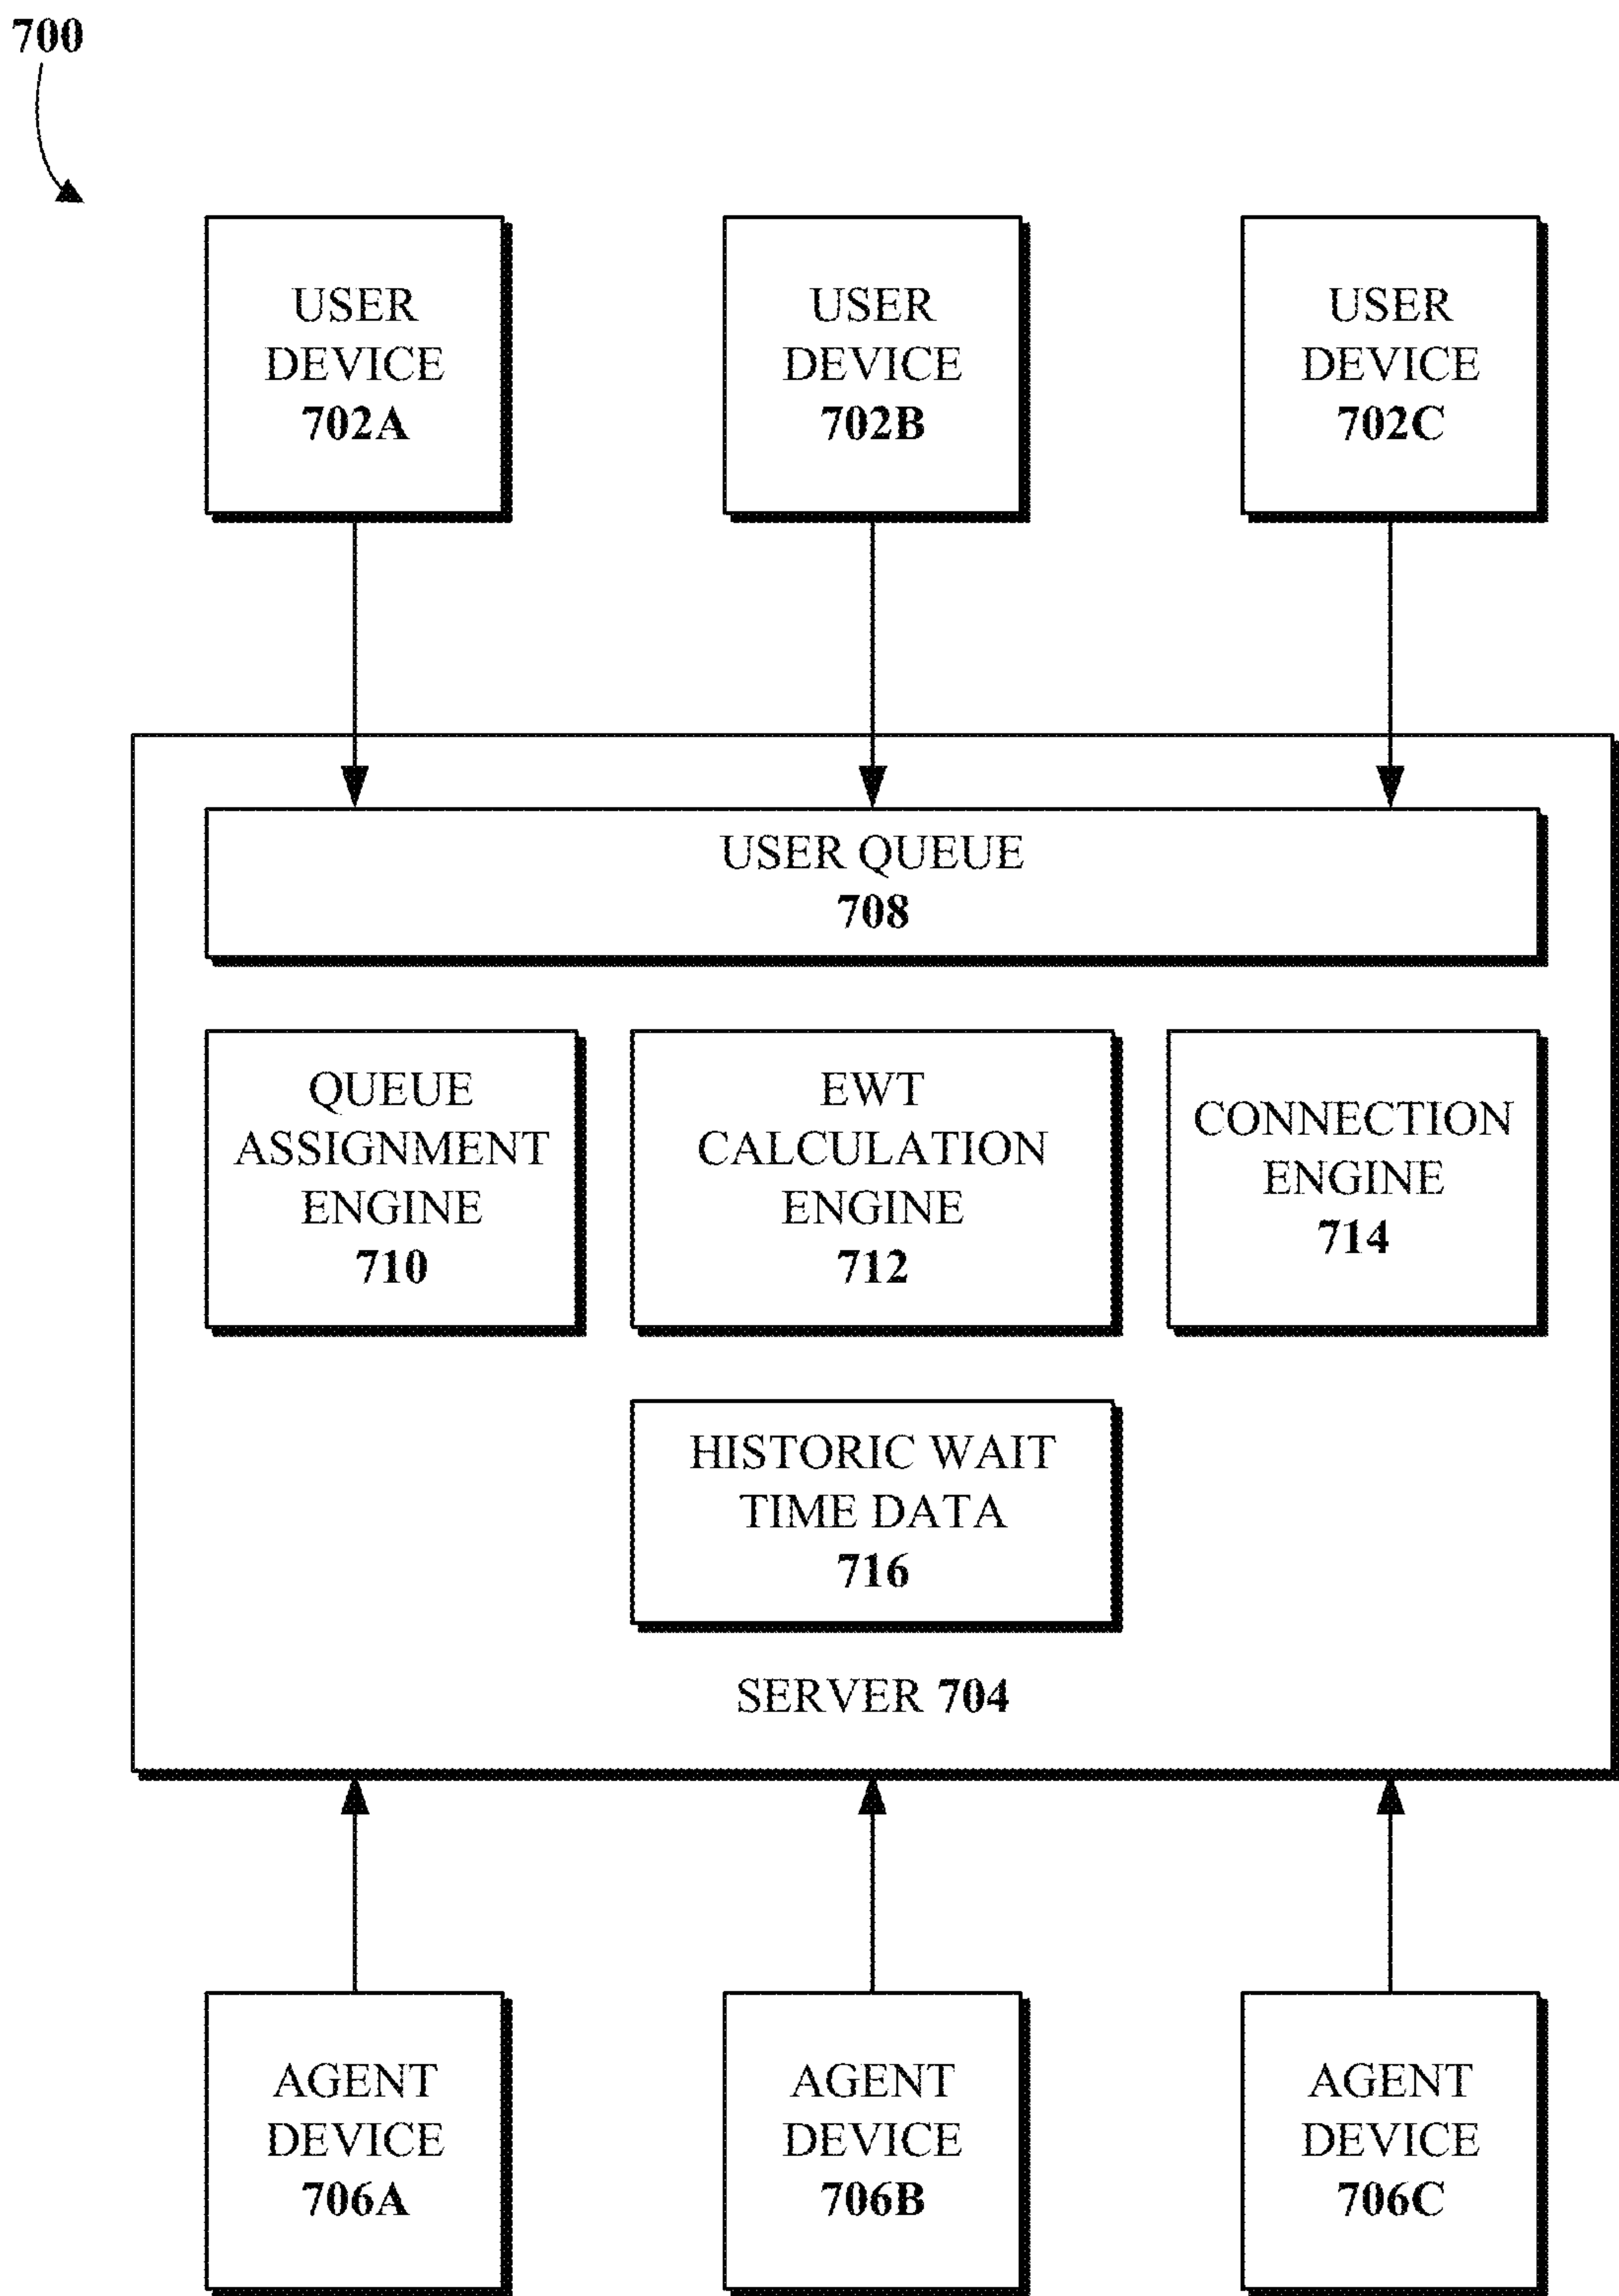 700
USER
DEVICE
702A
USER
DEVICE
702B
USER
DEVICE
702C
USER QUEUE
708
QUEUE
ASSIGNMENT
ENGINE
710
EWT
CALCULATION
ENGINE
712
CONNECTION
ENGINE
714
HISTORIC WAIT
TIME DATA
716
SERVER 704
AGENT
DEVICE
706A
AGENT
DEVICE
706B
AGENT
DEVICE
706C